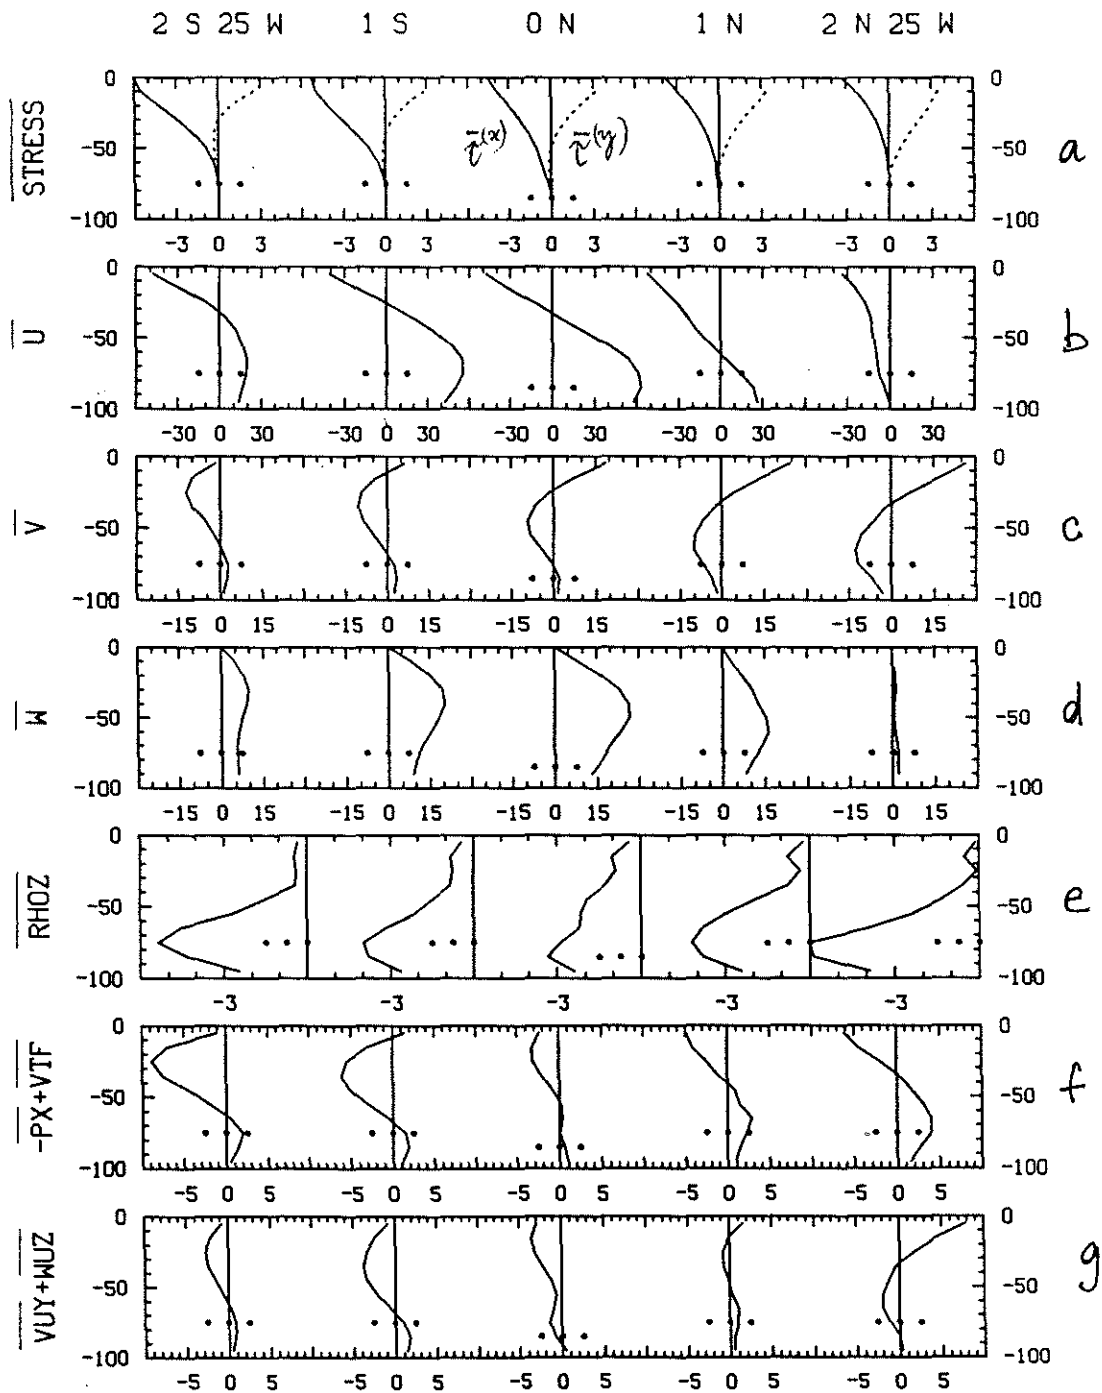 2 S 25 W 1 S 0 N 1 N 2 N 25 W
STRESS 0 -50 -100 τ̄(x) τ̄(y) 0 -50 -100 a
-3 0 3 -3 0 3 -3 0 3 -3 0 3 -3 0 3
U 0 -50 -100 0 -50 -100 b
-30 0 30 -30 0 30 -30 0 30 -30 0 30 -30 0 30
V 0 -50 -100 0 -50 -100 c
-15 0 15 -15 0 15 -15 0 15 -15 0 15 -15 0 15
W 0 -50 -100 0 -50 -100 d
-15 0 15 -15 0 15 -15 0 15 -15 0 15 -15 0 15
RHOZ 0 -50 -100 0 -50 -100 e
-3 -3 -3 -3 -3
-PX+VTF 0 -50 -100 0 -50 -100 f
-5 0 5 -5 0 5 -5 0 5 -5 0 5 -5 0 5
VUY+WUZ 0 -50 -100 0 -50 -100 g
-5 0 5 -5 0 5 -5 0 5 -5 0 5 -5 0 5